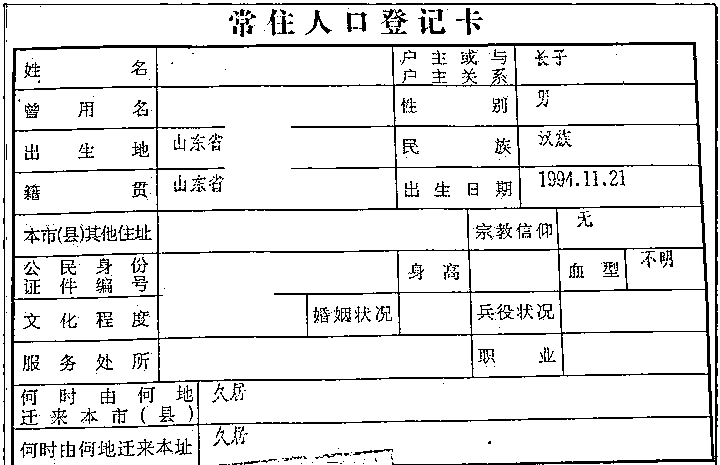 常住人口登记卡
姓名 户主或与户主关系 长子
曾用名 性别 男
出生地 山东省 民族 汉族
籍贯 山东省 出生日期 1994.11.21
本市(县)其他住址 宗教信仰 无
公民身份证件编号 身高 血型 不明
文化程度 婚姻状况 兵役状况
服务处所 职业
何时由何地迁来本市(县) 久居
何时由何地迁来本址 久居